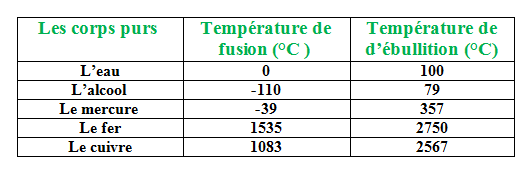 Les corps purs Température de fusion (°C ) Température de d'ébullition (°C)
L'eau 0 100
L'alcool -110 79
Le mercure -39 357
Le fer 1535 2750
Le cuivre 1083 2567